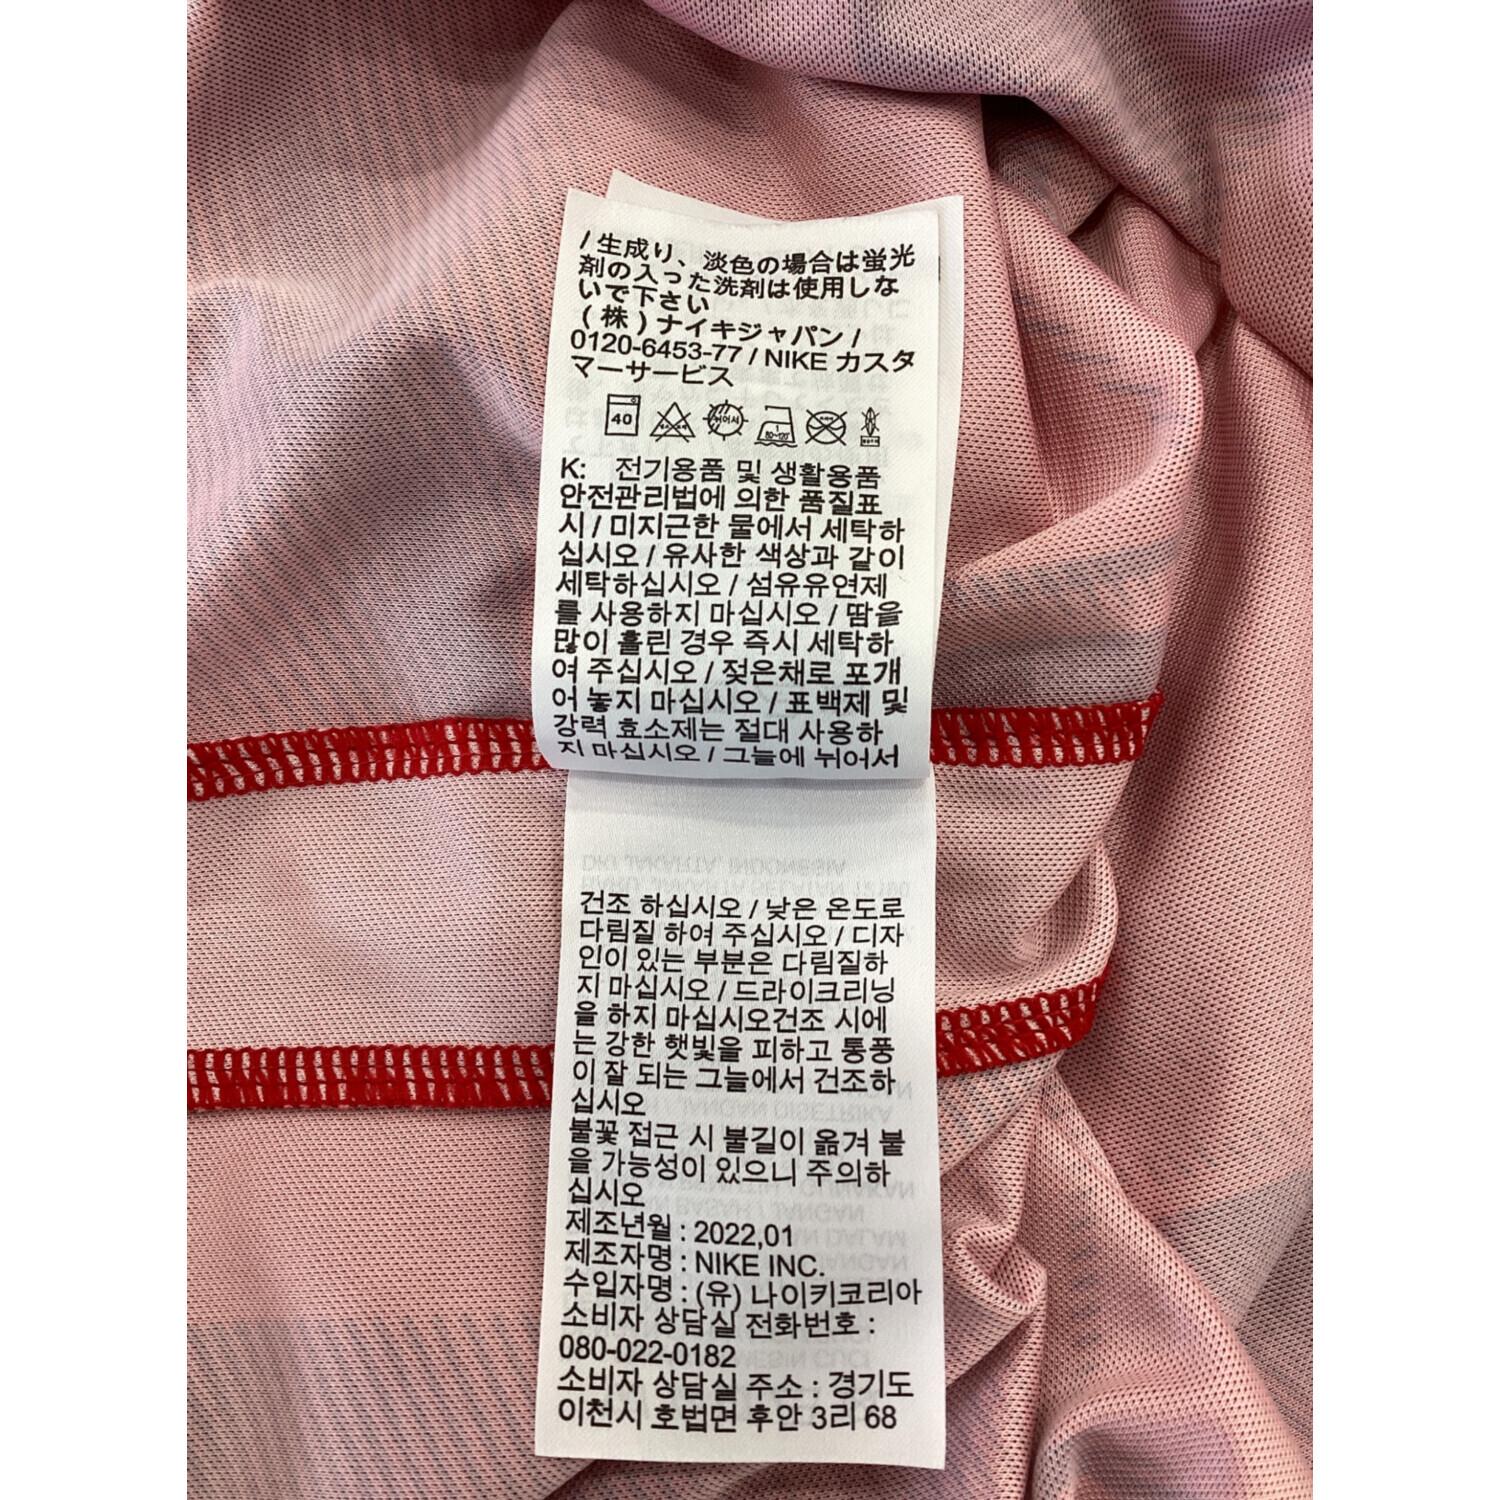 / 生成り、淡色の場合は蛍光
剤の入った洗剤は使用しな
いで下さい
(株)ナイキジャパン /
0120-6453-77 / NIKE カスタ
マーサービス
40
K: 전기용품 및 생활용품
안전관리법에 의한 품질표
시 / 미지근한 물에서 세탁하
십시오 / 유사한 색상과 같이
세탁하십시오 / 섬유유연제
를 사용하지 마십시오 / 땀을
많이 흘린 경우 즉시 세탁하
여 주십시오 / 젖은채로 포개
어 놓지 마십시오 / 표백제 및
강력 효소제는 절대 사용하
지 마십시오 / 그늘에 뉘어서
건조 하십시오 / 낮은 온도로
다림질 하여 주십시오 / 디자
인이 있는 부분은 다림질하
지 마십시오 / 드라이크리닝
을 하지 마십시오건조 시에
는 강한 햇빛을 피하고 통풍
이 잘 되는 그늘에서 건조하
십시오
불꽃 접근 시 불길이 옮겨 붙
을 가능성이 있으니 주의하
십시오
제조년월 : 2022,01
제조자명 : NIKE INC.
수입자명 : (유) 나이키코리아
소비자 상담실 전화번호 :
080-022-0182
소비자 상담실 주소 : 경기도
이천시 호법면 후안 3리 68